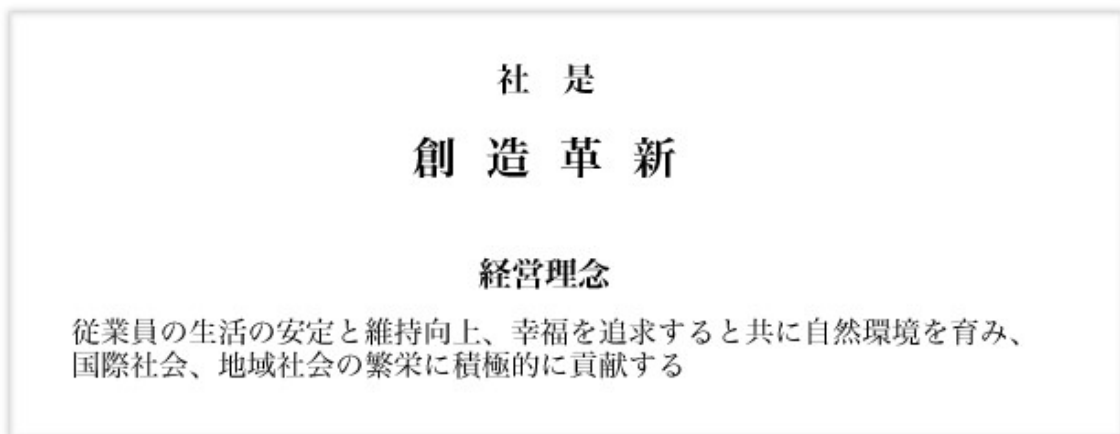 社　是
創 造 革 新
経営理念
従業員の生活の安定と維持向上、幸福を追求すると共に自然環境を育み、
国際社会、地域社会の繁栄に積極的に貢献する